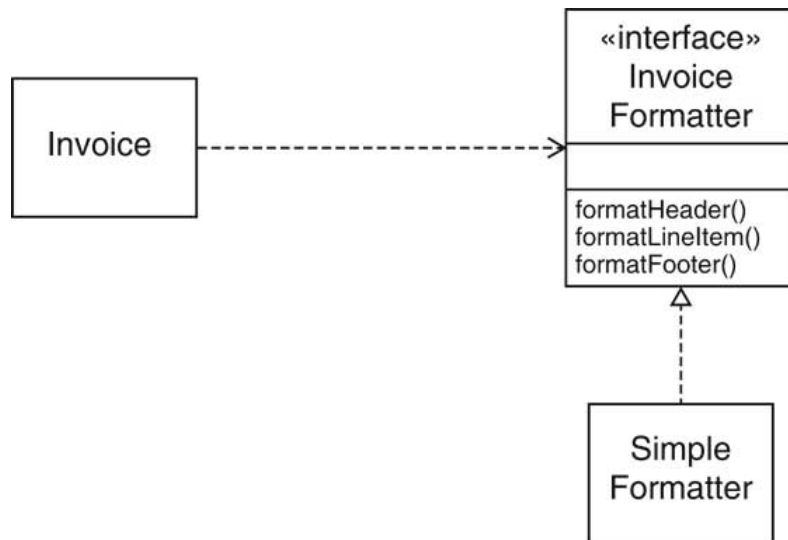 Invoice
«interface»
Invoice
Formatter
formatHeader()
formatLineItem()
formatFooter()
Simple
Formatter